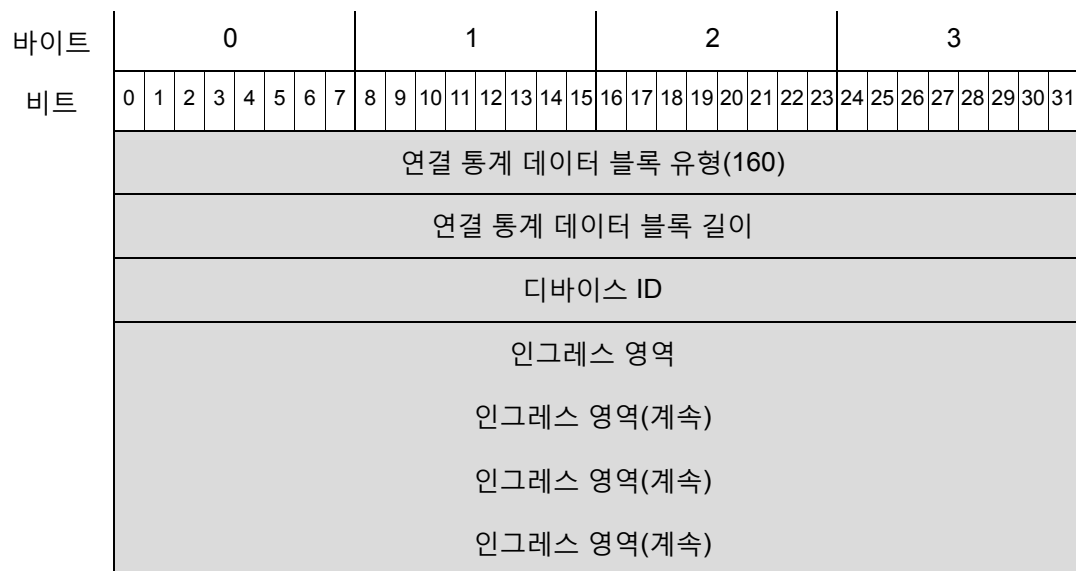 바이트 0 1 2 3
비트 0 1 2 3 4 5 6 7 8 9 10 11 12 13 14 15 16 17 18 19 20 21 22 23 24 25 26 27 28 29 30 31
연결 통계 데이터 블록 유형(160)
연결 통계 데이터 블록 길이
디바이스 ID
인그레스 영역
인그레스 영역(계속)
인그레스 영역(계속)
인그레스 영역(계속)